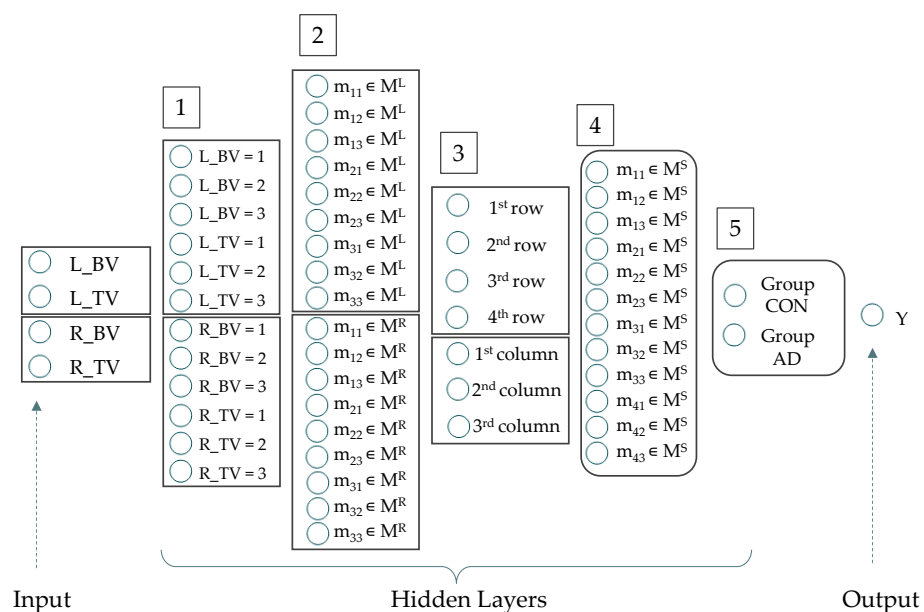 Input
L_BV
L_TV
R_BV
R_TV
1
L_BV = 1
L_BV = 2
L_BV = 3
L_TV = 1
L_TV = 2
L_TV = 3
R_BV = 1
R_BV = 2
R_BV = 3
R_TV = 1
R_TV = 2
R_TV = 3
2
m₁₁ ∈ Mᴸ
m₁₂ ∈ Mᴸ
m₁₃ ∈ Mᴸ
m₂₁ ∈ Mᴸ
m₂₂ ∈ Mᴸ
m₂₃ ∈ Mᴸ
m₃₁ ∈ Mᴸ
m₃₂ ∈ Mᴸ
m₃₃ ∈ Mᴸ
m₁₁ ∈ Mᴿ
m₁₂ ∈ Mᴿ
m₁₃ ∈ Mᴿ
m₂₁ ∈ Mᴿ
m₂₂ ∈ Mᴿ
m₂₃ ∈ Mᴿ
m₃₁ ∈ Mᴿ
m₃₂ ∈ Mᴿ
m₃₃ ∈ Mᴿ
3
1ˢᵗ row
2ⁿᵈ row
3ʳᵈ row
4ᵗʰ row
1ˢᵗ column
2ⁿᵈ column
3ʳᵈ column
4
m₁₁ ∈ Mˢ
m₁₂ ∈ Mˢ
m₁₃ ∈ Mˢ
m₂₁ ∈ Mˢ
m₂₂ ∈ Mˢ
m₂₃ ∈ Mˢ
m₃₁ ∈ Mˢ
m₃₂ ∈ Mˢ
m₃₃ ∈ Mˢ
m₄₁ ∈ Mˢ
m₄₂ ∈ Mˢ
m₄₃ ∈ Mˢ
5
Group
CON
Group
AD
Y
Hidden Layers
Output